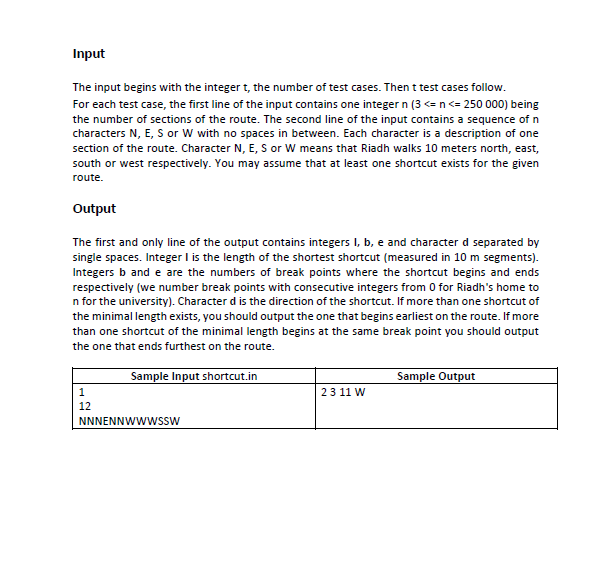 Input
The input begins with the integer t, the number of test cases. Then t test cases follow.
For each test case, the first line of the input contains one integer n (3 <= n <= 250 000) being
the number of sections of the route. The second line of the input contains a sequence of n
characters N, E, S or W with no spaces in between. Each character is a description of one
section of the route. Character N, E, S or W means that Riadh walks 10 meters north, east,
south or west respectively. You may assume that at least one shortcut exists for the given
route.
Output
The first and only line of the output contains integers l, b, e and character d separated by
single spaces. Integer l is the length of the shortest shortcut (measured in 10 m segments).
Integers b and e are the numbers of break points where the shortcut begins and ends
respectively (we number break points with consecutive integers from 0 for Riadh's home to
n for the university). Character d is the direction of the shortcut. If more than one shortcut of
the minimal length exists, you should output the one that begins earliest on the route. If more
than one shortcut of the minimal length begins at the same break point you should output
the one that ends furthest on the route.
Sample Input shortcut.in Sample Output
1 2 3 11 W
12
NNNENNWWWSSW